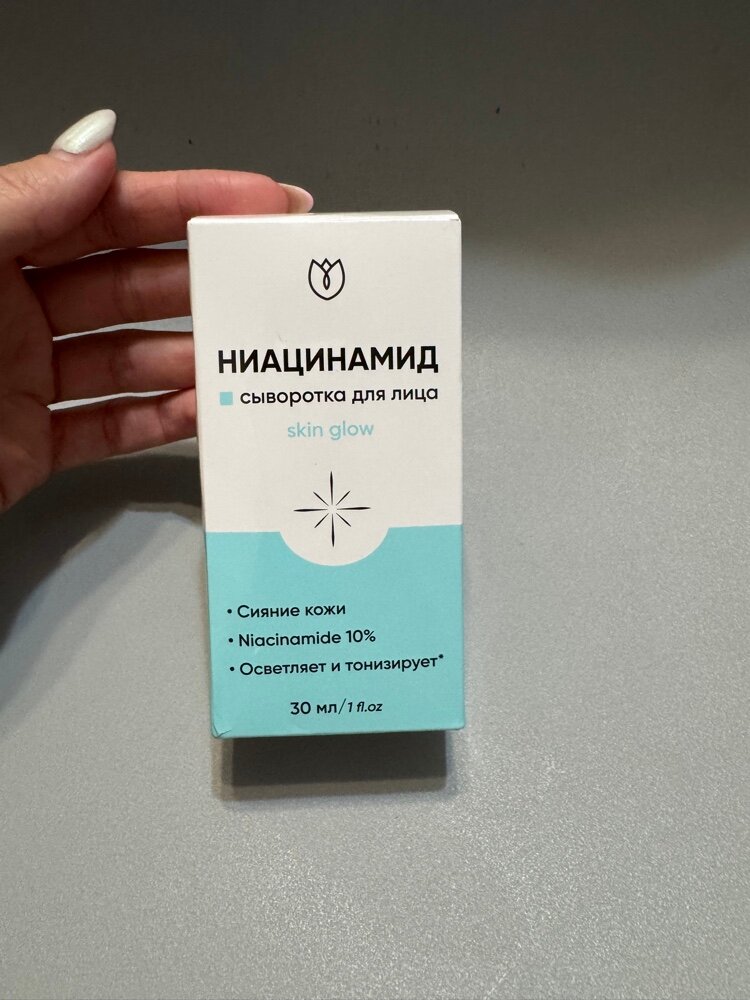 НИАЦИНАМИД
сыворотка для лица
skin glow
• Сияние кожи
• Niacinamide 10%
• Осветляет и тонизирует*
30 мл/1 fl.oz